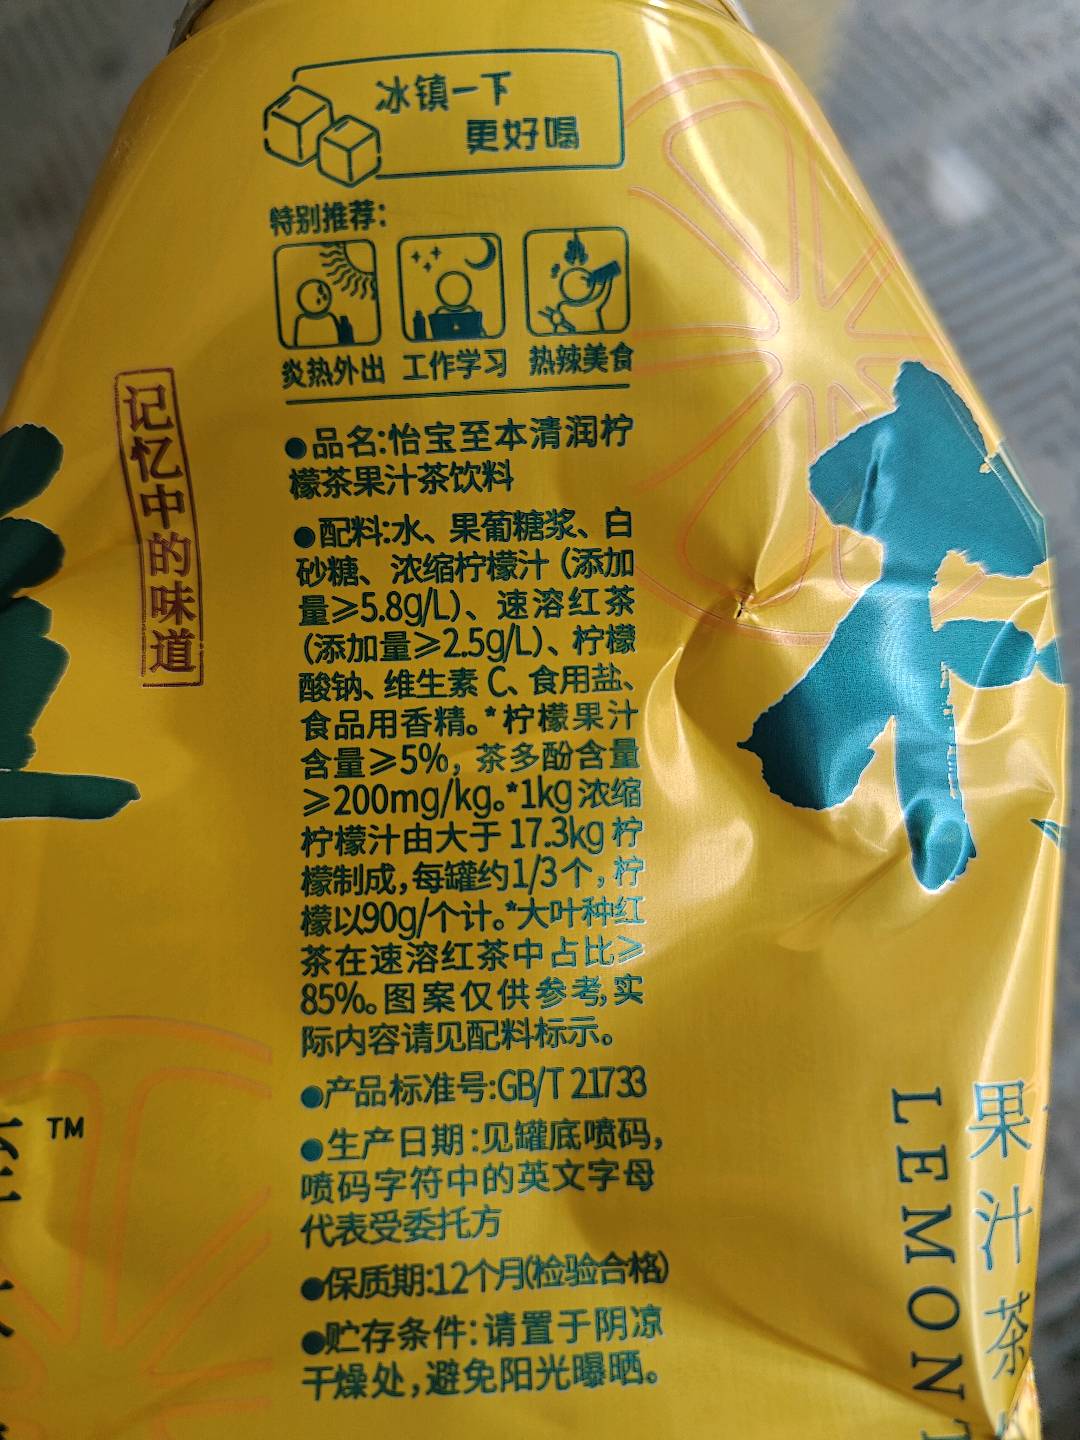 冰镇一下
更好喝
特别推荐:
炎热外出 工作学习 热辣美食
记忆中的味道
●品名:怡宝至本清润柠
檬茶果汁茶饮料
●配料:水、果葡糖浆、白
砂糖、浓缩柠檬汁(添加
量≥5.8g/L)、速溶红茶
(添加量≥2.5g/L)、柠檬
酸钠、维生素 C、食用盐、
食品用香精。*柠檬果汁
含量≥5%,茶多酚含量
≥200mg/kg。*1kg浓缩
柠檬汁由大于 17.3kg 柠
檬制成,每罐约1/3个,柠
檬以90g/个计。*大叶种红
茶在速溶红茶中占比≥
85%。图案仅供参考,实
际内容请见配料标示。
●产品标准号:GB/T 21733
●生产日期:见罐底喷码,
喷码字符中的英文字母
代表受委托方
●保质期:12个月(检验合格)
●贮存条件:请置于阴凉
干燥处,避免阳光曝晒。
TM
本
果汁茶
LEMON